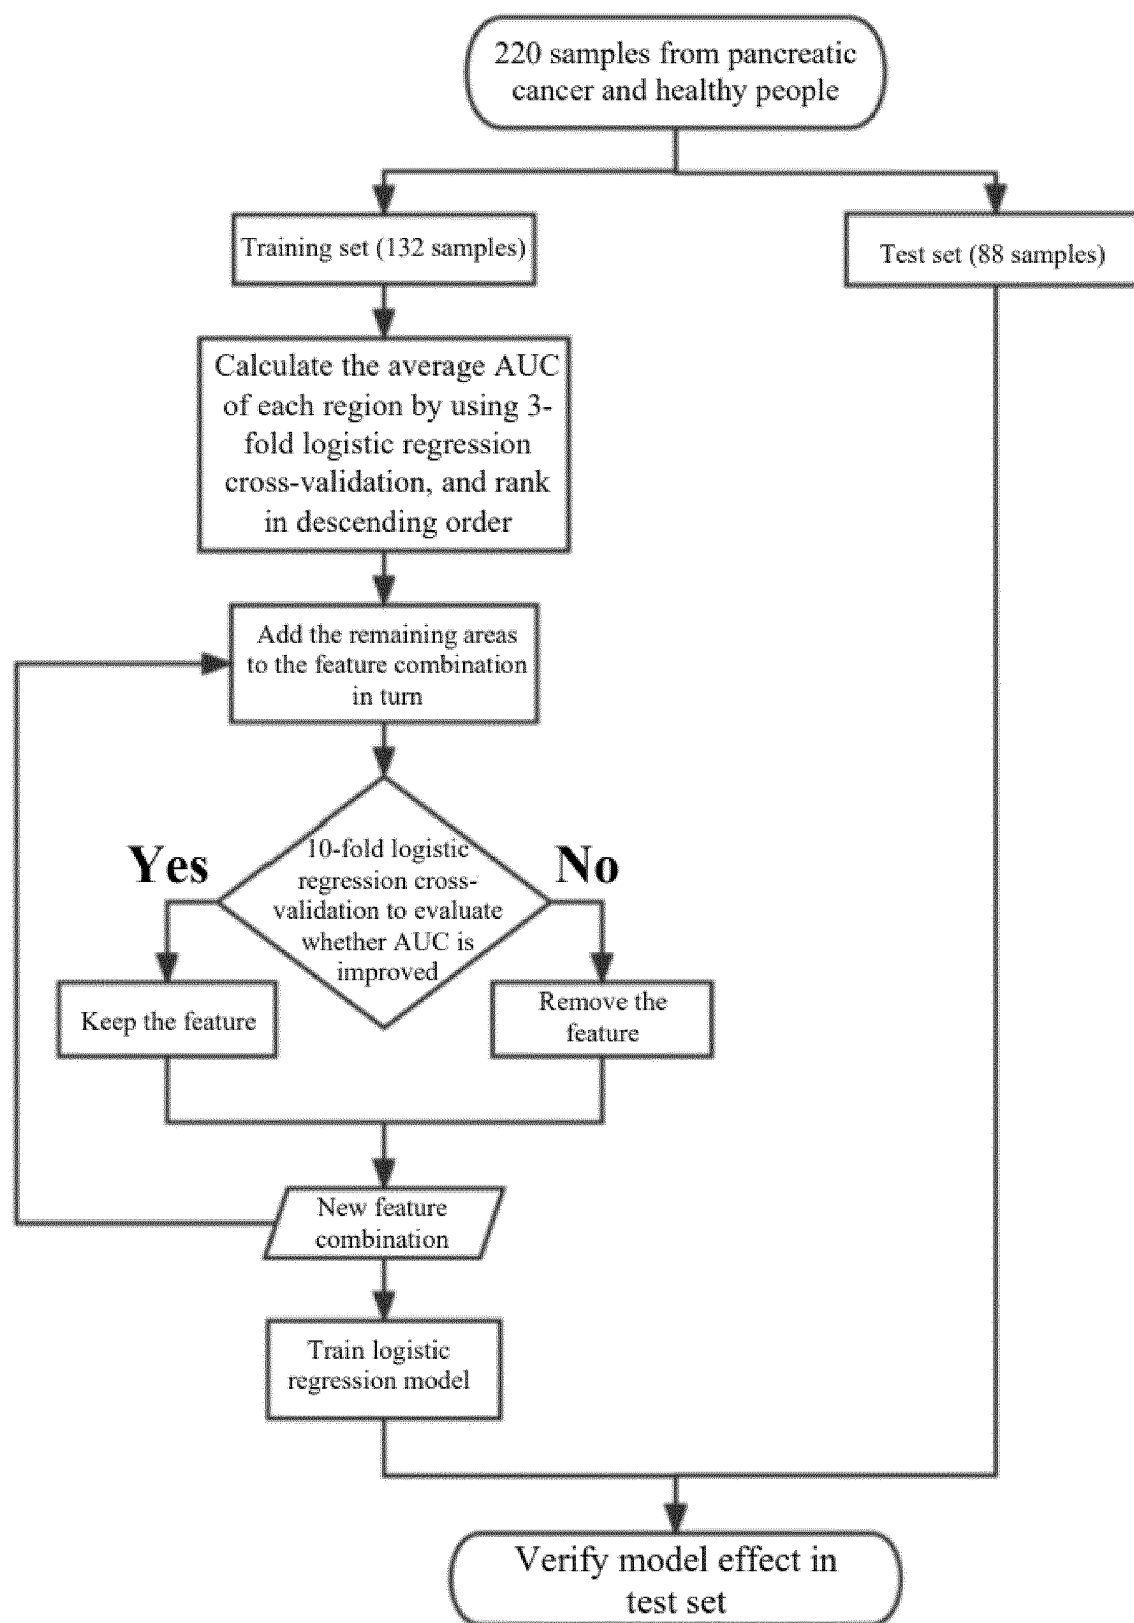 220 samples from pancreatic
cancer and healthy people
Training set (132 samples)
Test set (88 samples)
Calculate the average AUC
of each region by using 3-
fold logistic regression
cross-validation, and rank
in descending order
Add the remaining areas
to the feature combination
in turn
Yes
10-fold logistic
regression cross-
validation to evaluate
whether AUC is
improved
No
Keep the feature
Remove the
feature
New feature
combination
Train logistic
regression model
Verify model effect in
test set